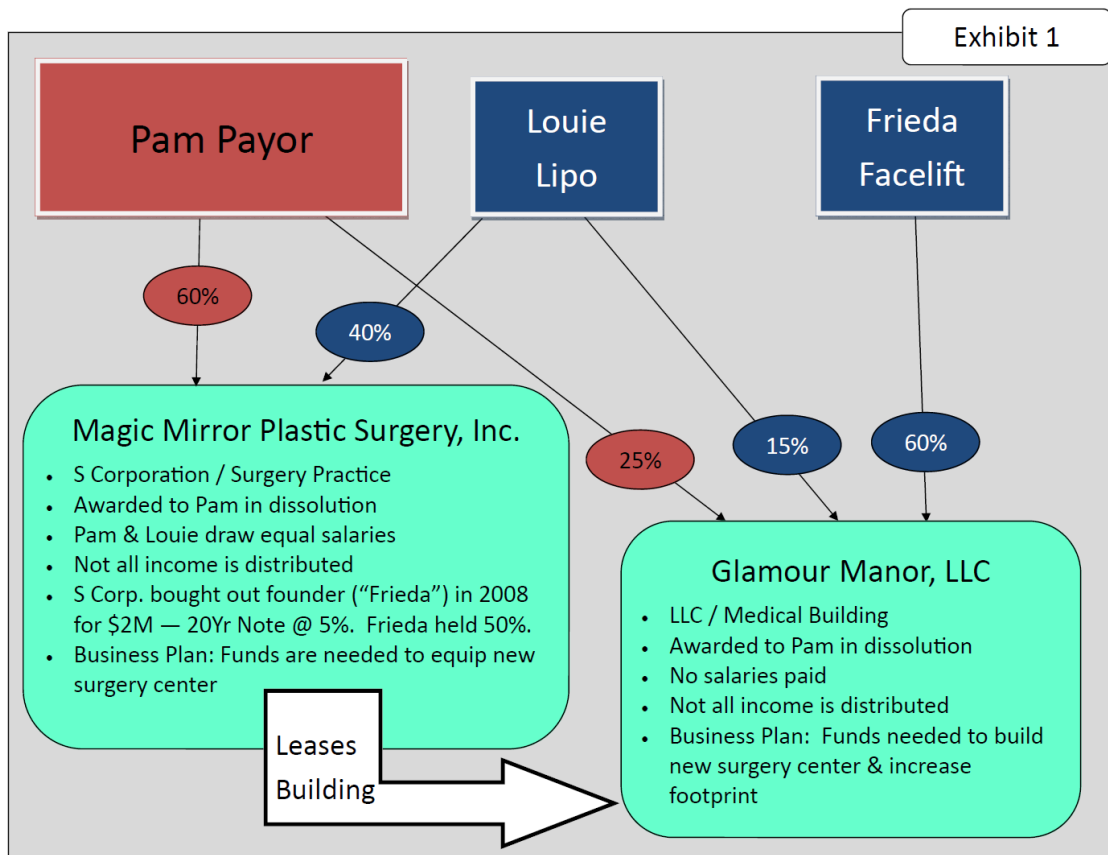 Exhibit 1
Pam Payor
Louie
Lipo
Frieda
Facelift
60%
40%
25%
15%
60%
Magic Mirror Plastic Surgery, Inc.
• S Corporation / Surgery Practice
• Awarded to Pam in dissolution
• Pam & Louie draw equal salaries
• Not all income is distributed
• S Corp. bought out founder (“Frieda”) in 2008
for $2M — 20Yr Note @ 5%. Frieda held 50%.
• Business Plan: Funds are needed to equip new
surgery center
Leases
Building
Glamour Manor, LLC
• LLC / Medical Building
• Awarded to Pam in dissolution
• No salaries paid
• Not all income is distributed
• Business Plan: Funds needed to build
new surgery center & increase
footprint